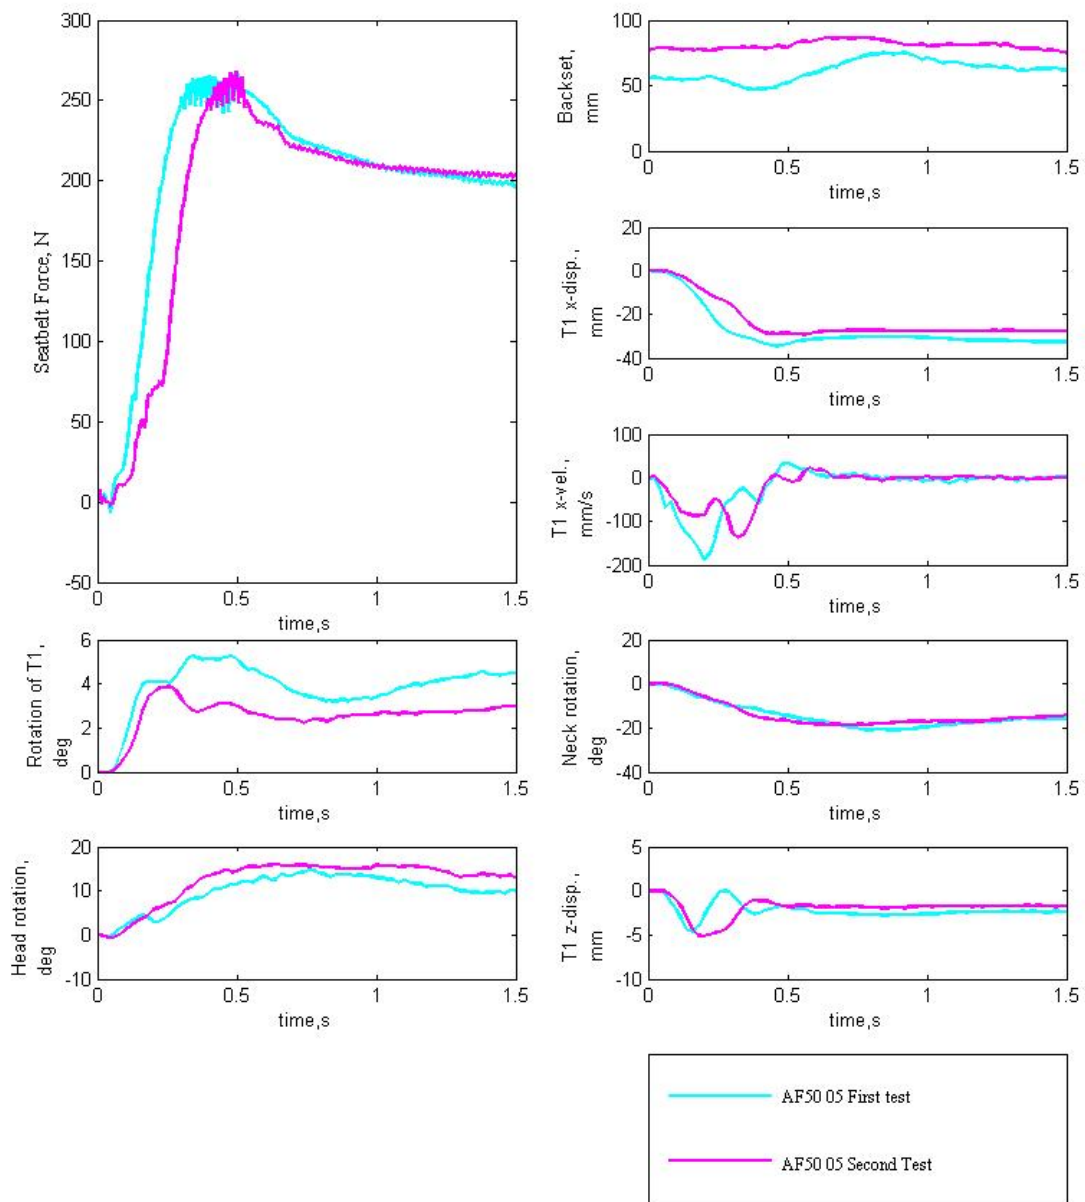 300
250
200
150
100
50
0
-50
Seatbelt Force, N
0
0.5
1
1.5
time,s
100
50
0
Backset,
mm
0
0.5
1
1.5
time,s
20
0
-20
-40
T1 x-disp.,
mm
0
0.5
1
1.5
time,s
100
0
-100
-200
T1 x-vel.,
mm/s
0
0.5
1
1.5
time,s
6
4
2
0
Rotation of T1,
deg
0
0.5
1
1.5
time,s
20
0
-20
-40
Neck rotation,
deg
0
0.5
1
1.5
time,s
20
10
0
-10
Head rotation,
deg
0
0.5
1
1.5
time,s
5
0
-5
-10
T1 z-disp.,
mm
0
0.5
1
1.5
time,s
AF50 05 First test
AF50 05 Second Test